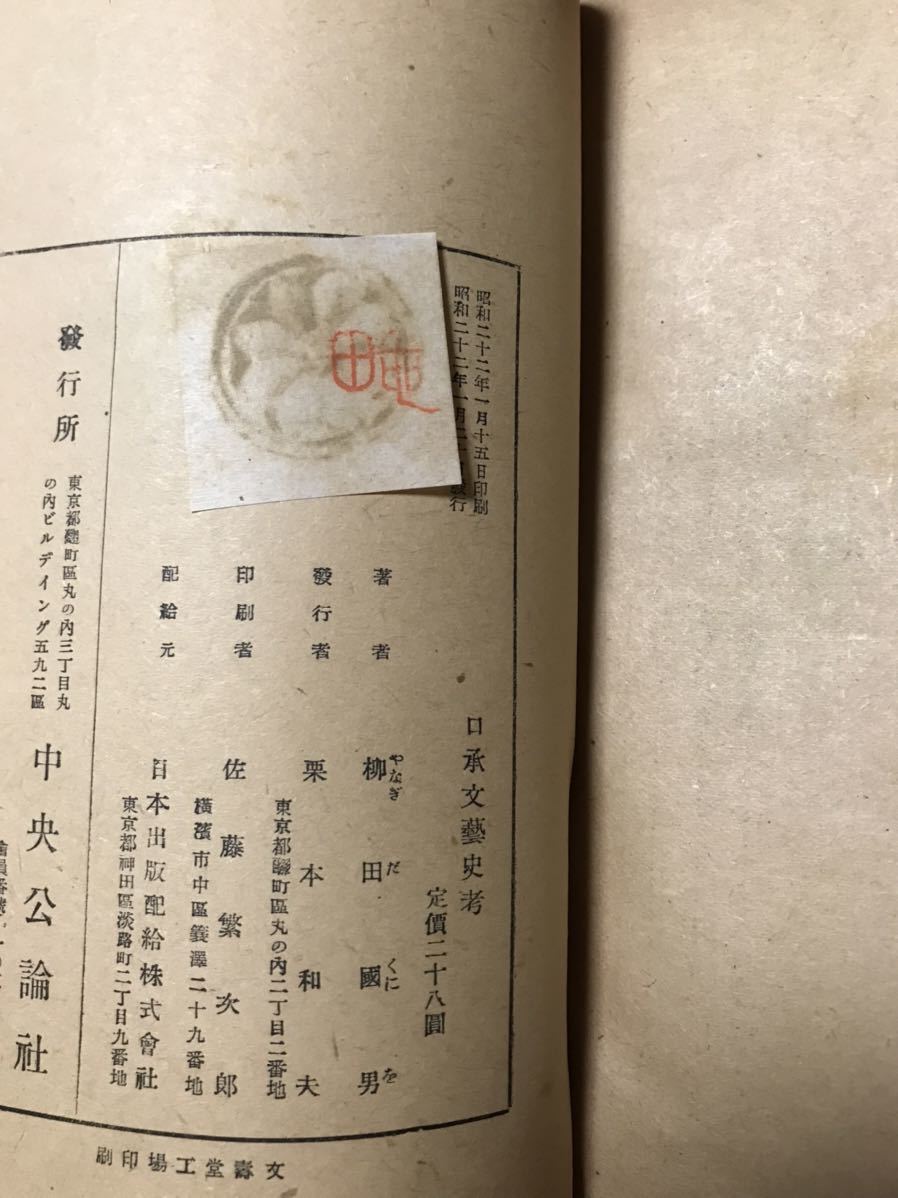 昭和二十二年一月十五日印刷
昭和二十二年一月二十
發行
口承文藝史考
定價二十八圓
著者 柳田國男
やなぎ だ くに を
發行者 栗本和夫
東京都麴町區丸の內二丁目二番地
印刷者 佐藤繁次郎
橫濱市中區簑澤二十九番地
配給元 日本出版配給株式會社
東京都神田區淡路町二丁目九番地
發行所
東京都麴町區丸の內三丁目丸
の內ビルデイング五九二區
中央公論社
文壽堂工場印刷